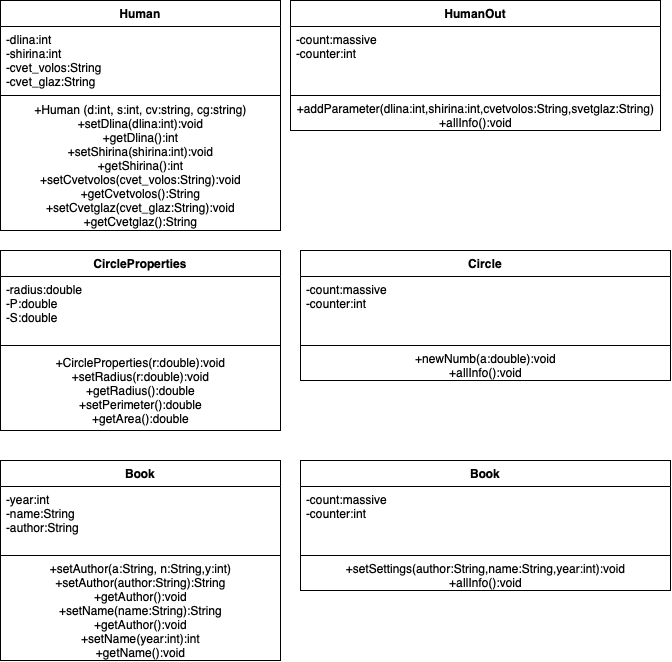 Human
-dlina:int
-shirina:int
-cvet_volos:String
-cvet_glaz:String
+Human (d:int, s:int, cv:string, cg:string)
+setDlina(dlina:int):void
+getDlina():int
+setShirina(shirina:int):void
+getShirina():int
+setCvetvolos(cvet_volos:String):void
+getCvetvolos():String
+setCvetglaz(cvet_glaz:String):void
+getCvetglaz():String
HumanOut
-count:massive
-counter:int
+addParameter(dlina:int,shirina:int,cvetvolos:String,svetglaz:String)
+allInfo():void
CircleProperties
-radius:double
-P:double
-S:double
+CircleProperties(r:double):void
+setRadius(r:double):void
+getRadius():double
+setPerimeter():double
+getArea():double
Circle
-count:massive
-counter:int
+newNumb(a:double):void
+allInfo():void
Book
-year:int
-name:String
-author:String
+setAuthor(a:String, n:String,y:int)
+setAuthor(author:String):String
+getAuthor():void
+setName(name:String):String
+getAuthor():void
+setName(year:int):int
+getName():void
Book
-count:massive
-counter:int
+setSettings(author:String,name:String,year:int):void
+allInfo():void